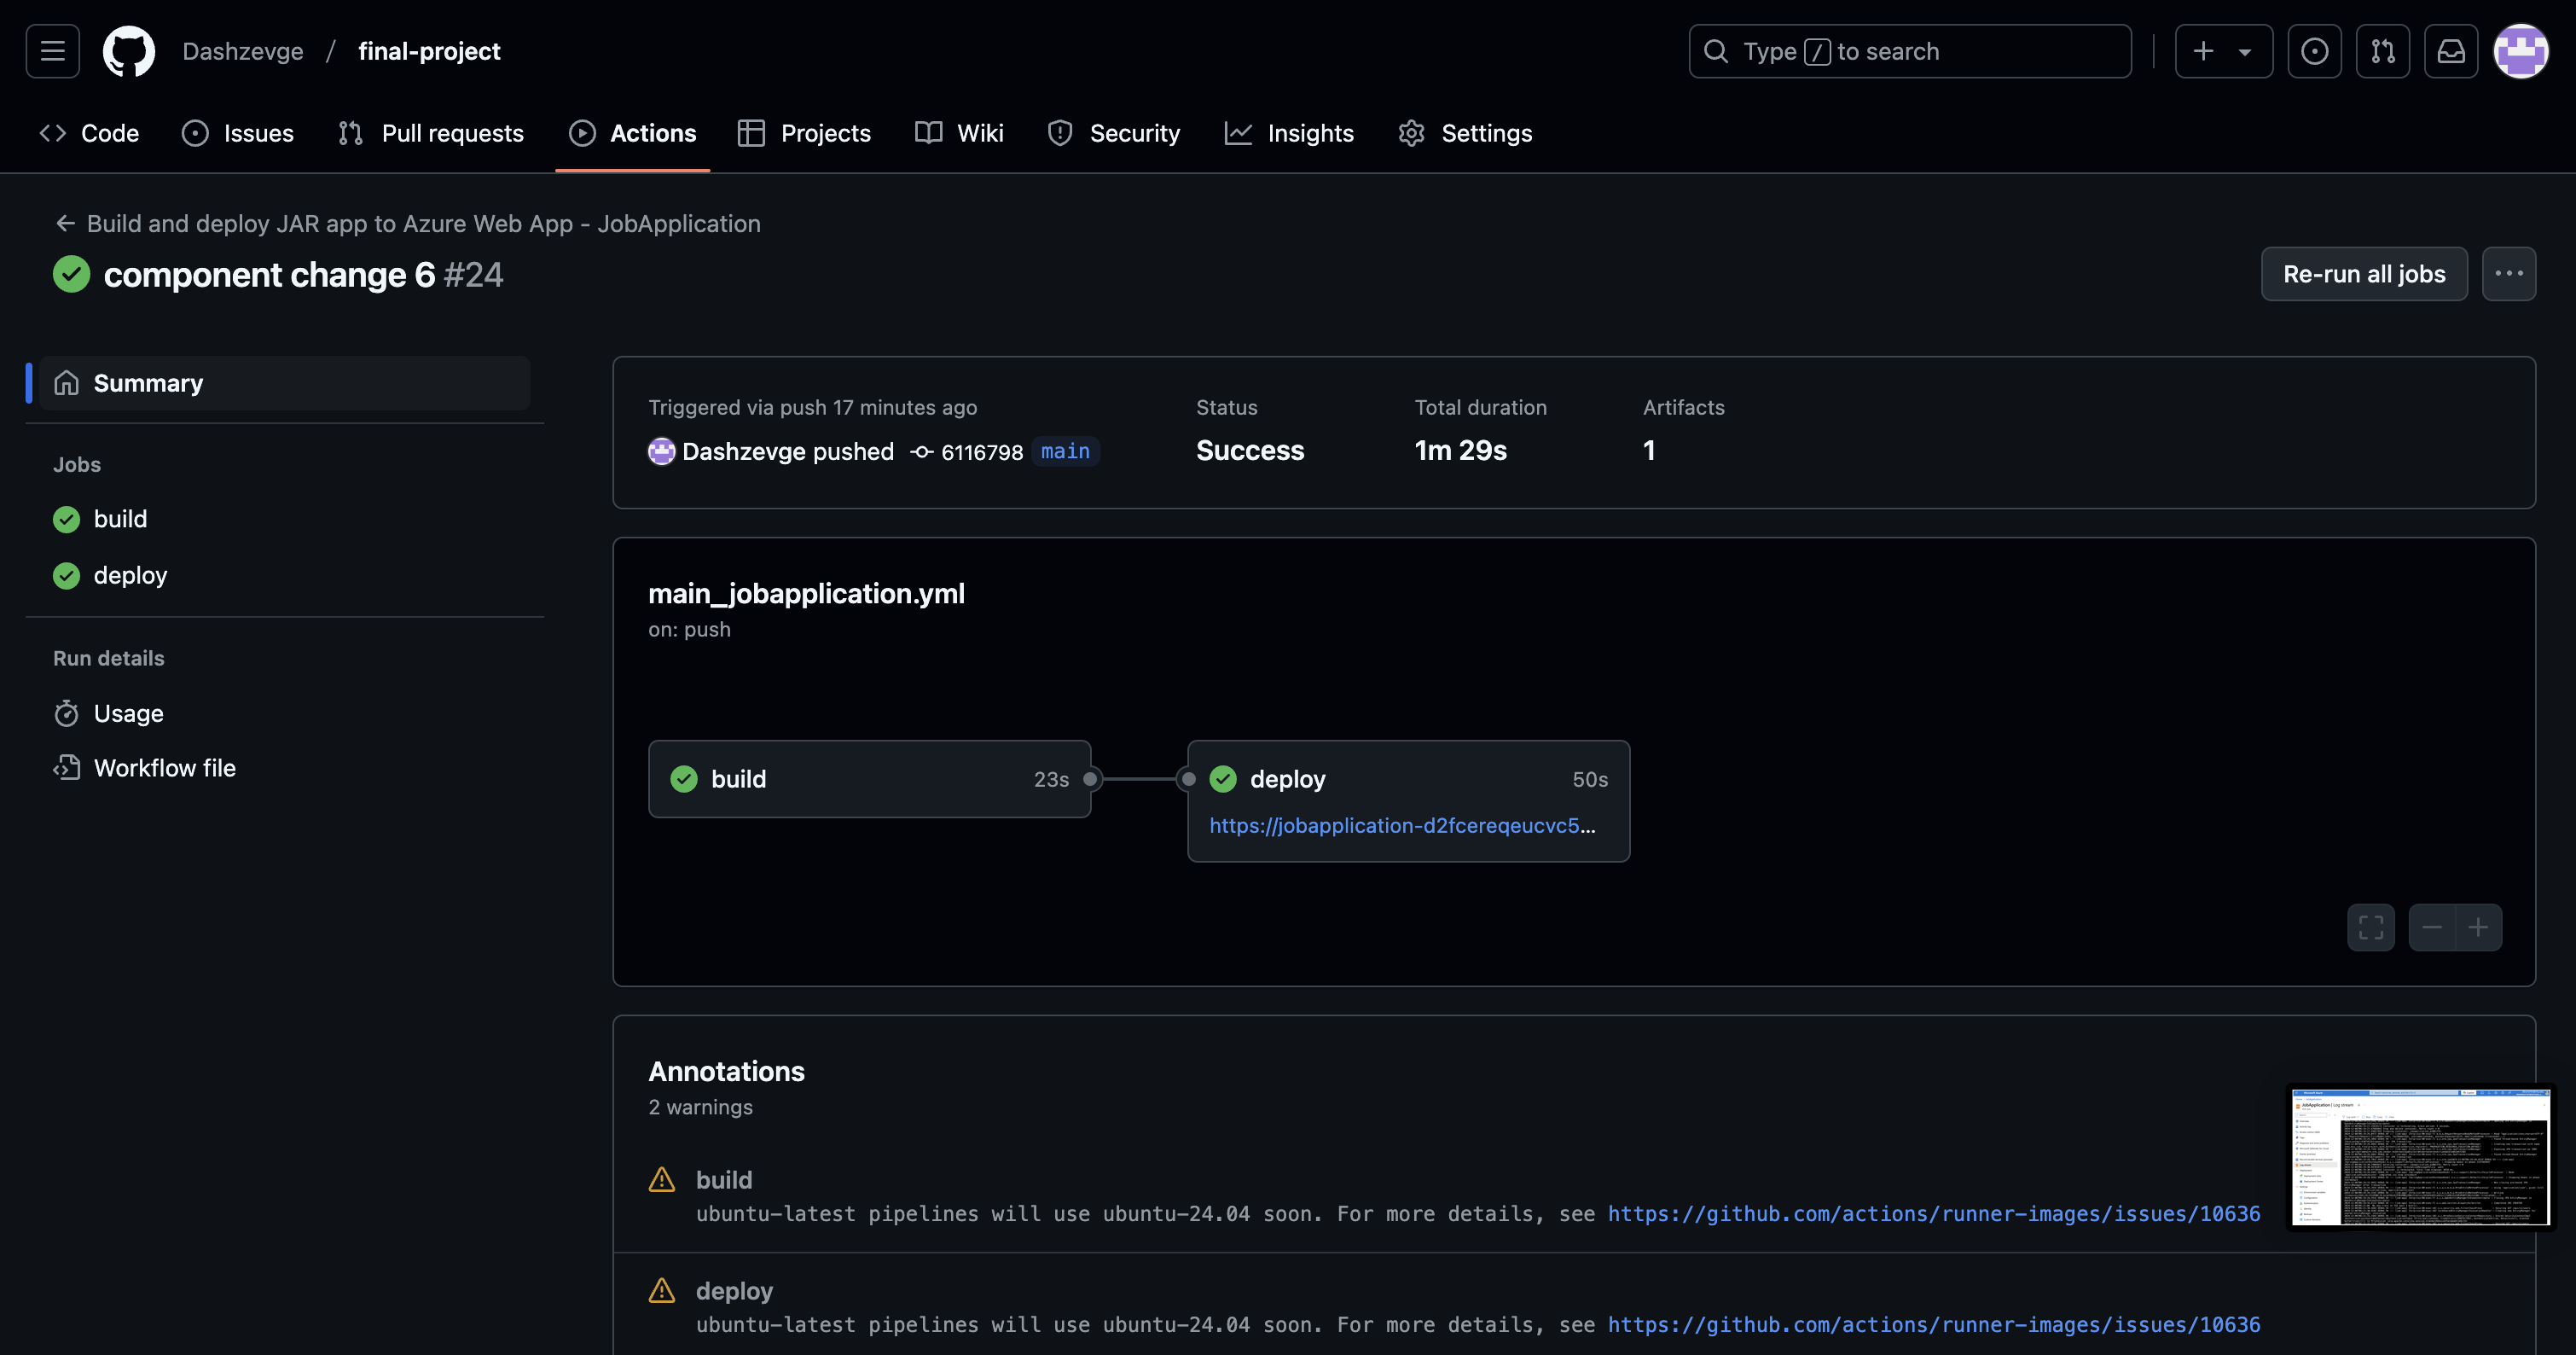 Dashzevge / final-project
Type / to search
Code Issues Pull requests Actions Projects Wiki Security Insights Settings
Build and deploy JAR app to Azure Web App - JobApplication
component change 6 #24
Re-run all jobs
Summary
Jobs
build
deploy
Run details
Usage
Workflow file
Triggered via push 17 minutes ago
Dashzevge pushed 6116798 main
Status
Success
Total duration
1m 29s
Artifacts
1
main_jobapplication.yml
on: push
build 23s
deploy 50s
https://jobapplication-d2fcereqeucvc5...
Annotations
2 warnings
build
ubuntu-latest pipelines will use ubuntu-24.04 soon. For more details, see https://github.com/actions/runner-images/issues/10636
deploy
ubuntu-latest pipelines will use ubuntu-24.04 soon. For more details, see https://github.com/actions/runner-images/issues/10636
JobApplication | Log stream